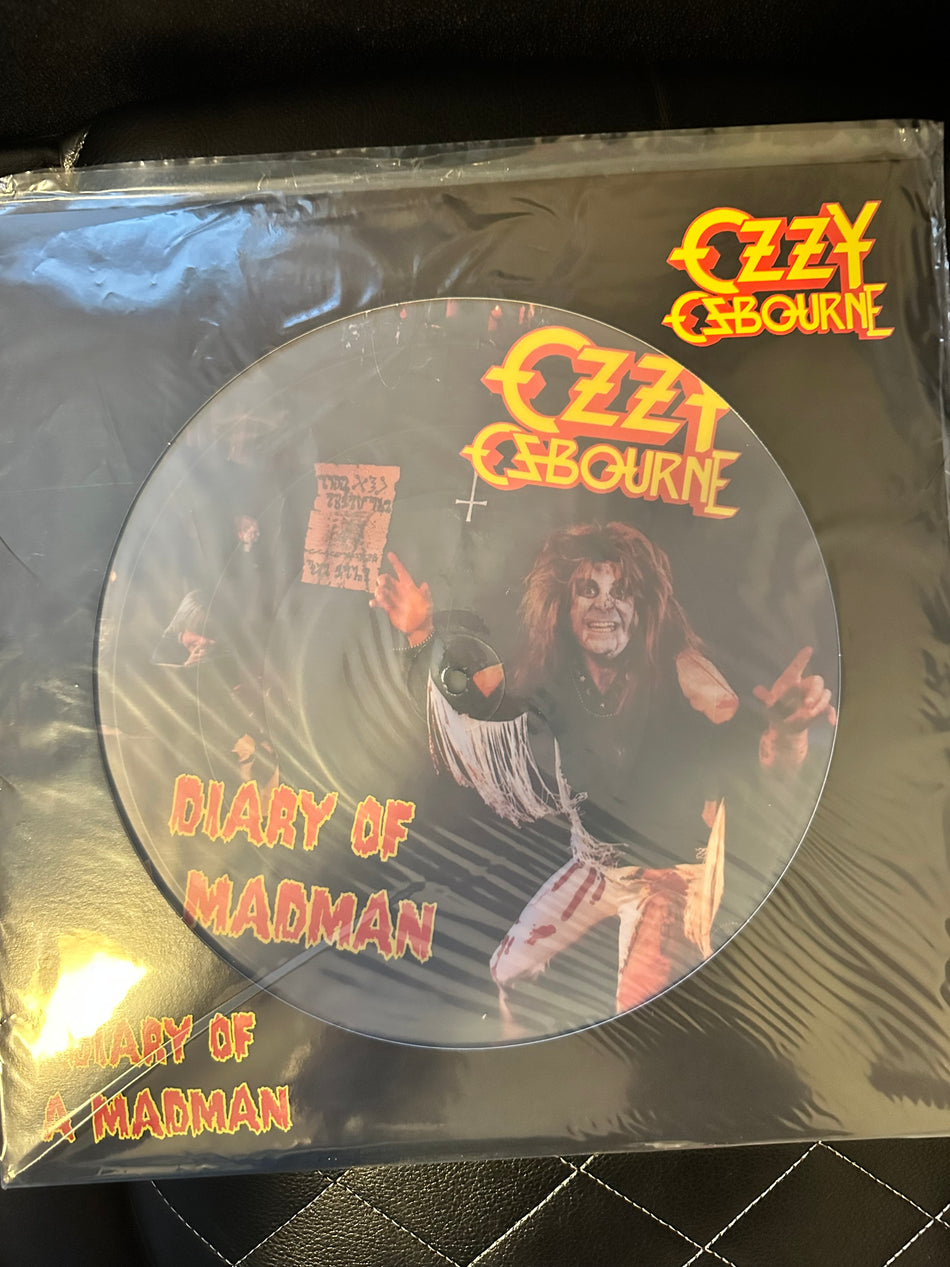 OZZY
OSBOURNE
OZZY
OSBOURNE
DIARY OF
MADMAN
DIARY OF
A MADMAN